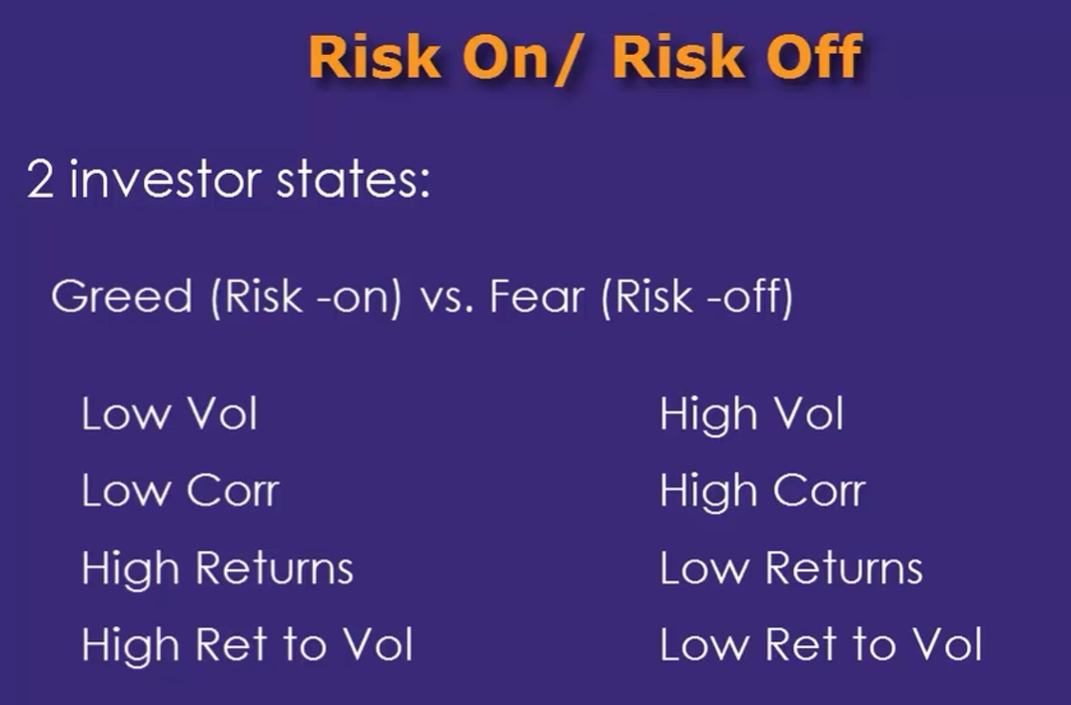 Risk On/ Risk Off
2 investor states:
Greed (Risk -on) vs. Fear (Risk -off)
Low Vol High Vol
Low Corr High Corr
High Returns Low Returns
High Ret to Vol Low Ret to Vol